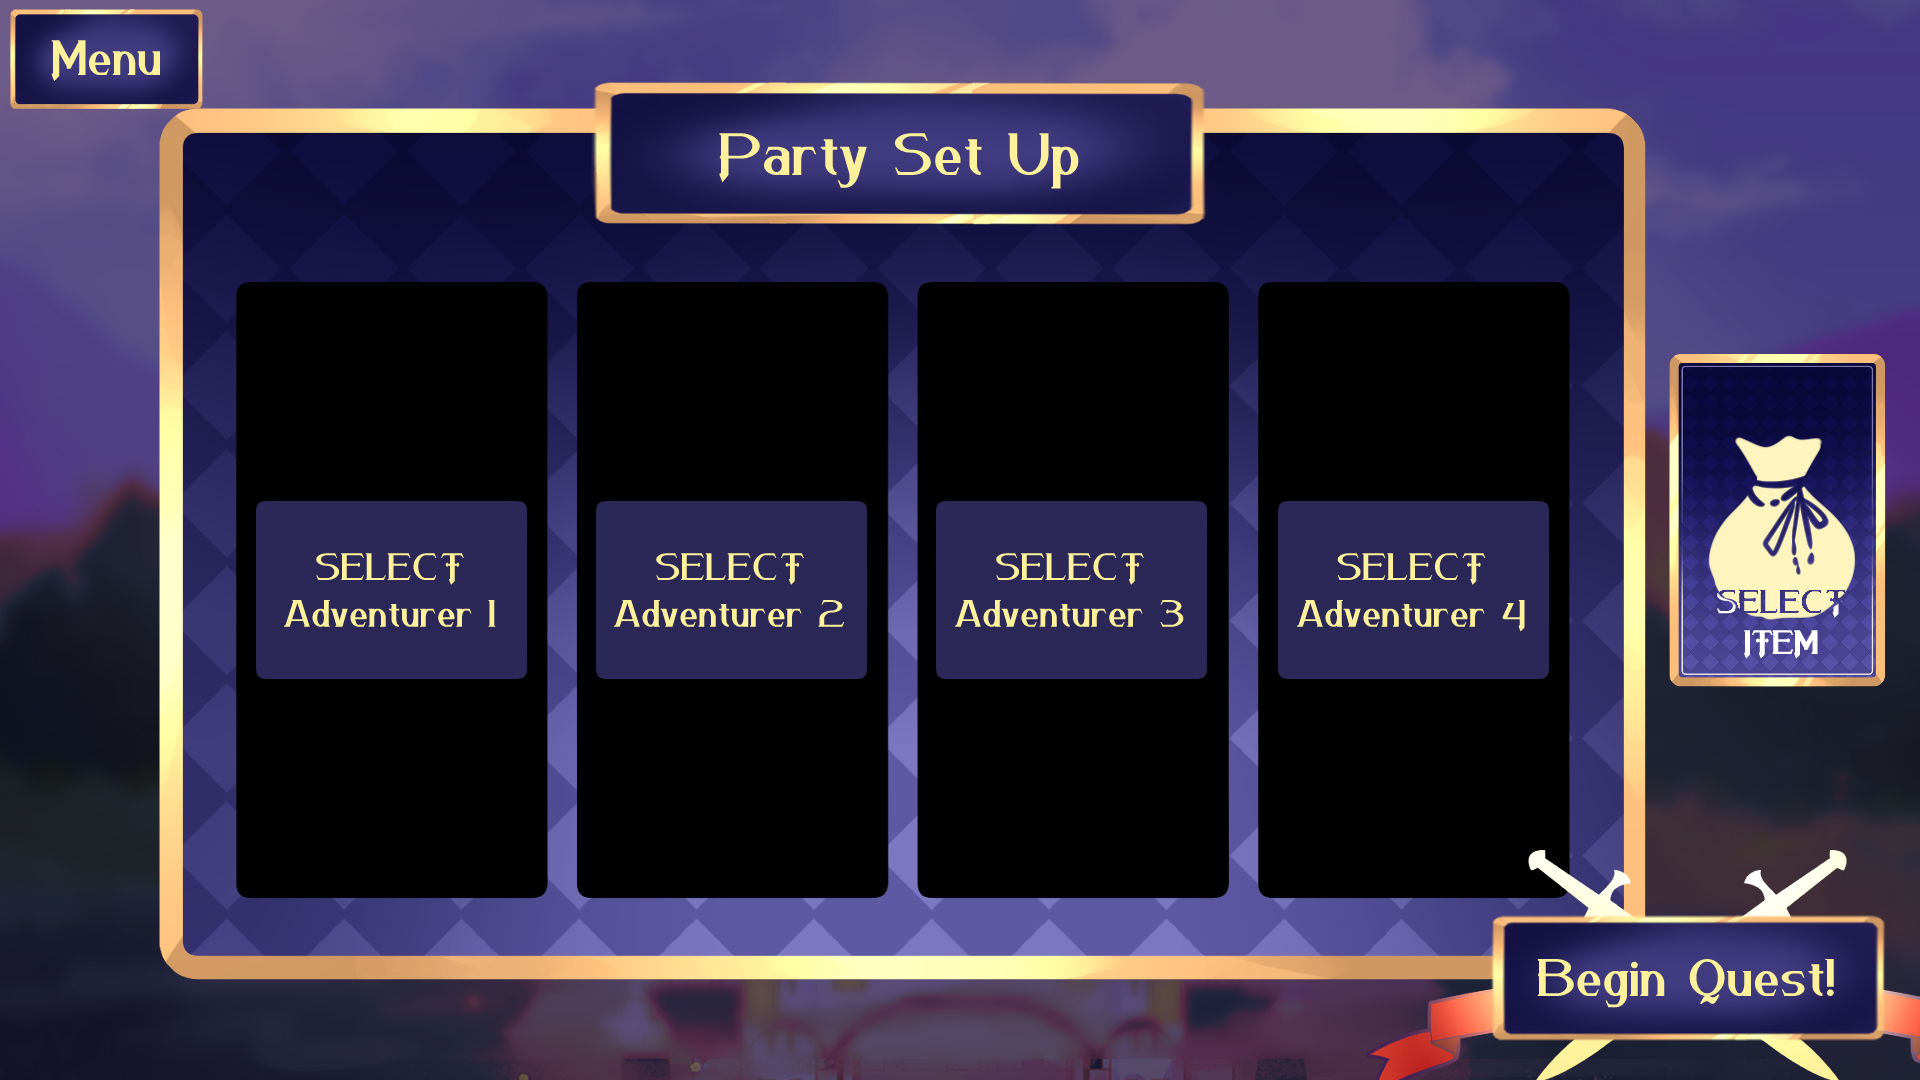 Menu
Party Set Up
SELECT
Adventurer 1
SELECT
Adventurer 2
SELECT
Adventurer 3
SELECT
Adventurer 4
SELECT
ITEM
Begin Quest!